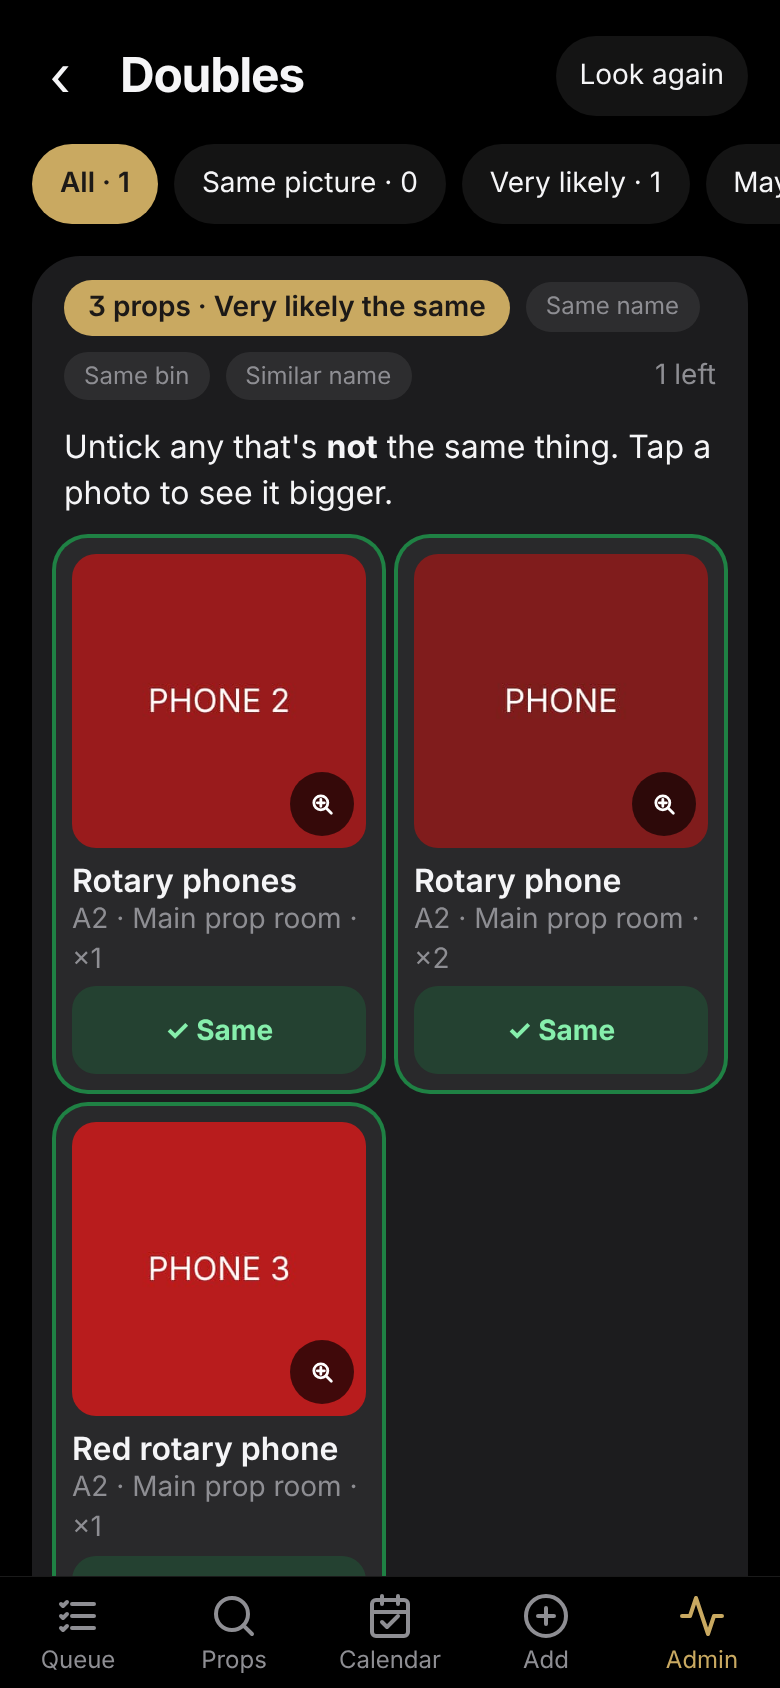 Doubles
Look again
All · 1
Same picture · 0
Very likely · 1
May
3 props · Very likely the same
Same name
Same bin
Similar name
1 left
Untick any that's not the same thing. Tap a
photo to see it bigger.
PHONE 2
Rotary phones
A2 · Main prop room ·
×1
✓ Same
PHONE
Rotary phone
A2 · Main prop room ·
×2
✓ Same
PHONE 3
Red rotary phone
A2 · Main prop room ·
×1
Queue
Props
Calendar
Add
Admin